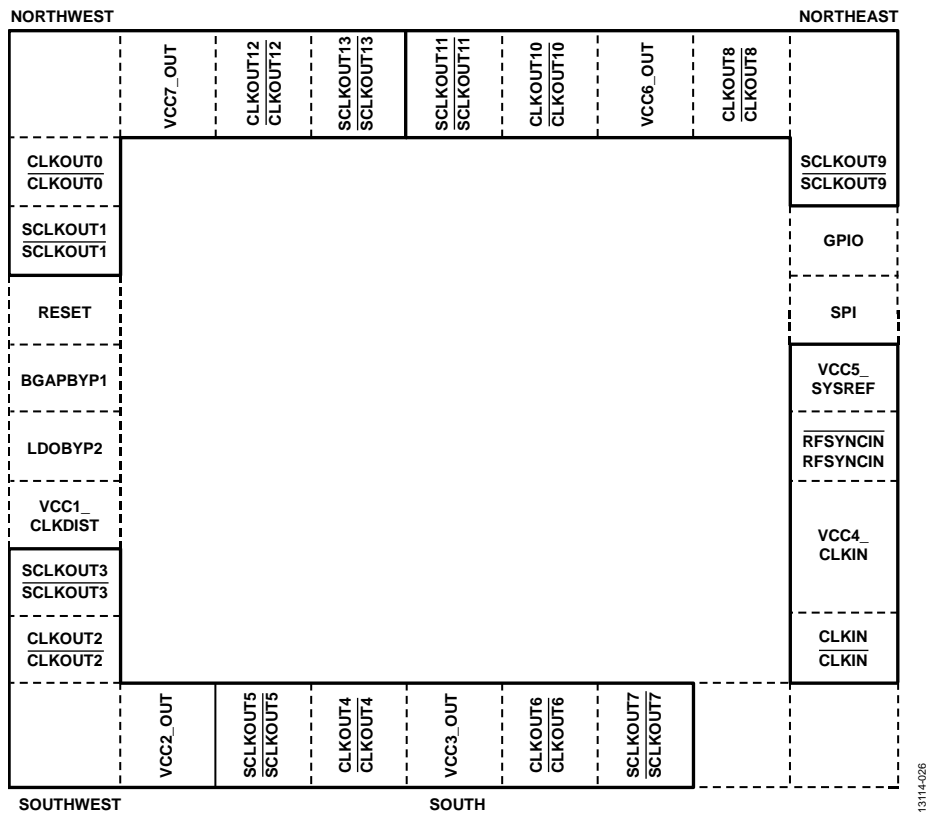 NORTHWEST
NORTHEAST
VCC7_OUT
CLKOUT12
CLKOUT12
SCLKOUT13
SCLKOUT13
SCLKOUT11
SCLKOUT11
CLKOUT10
CLKOUT10
VCC6_OUT
CLKOUT8
CLKOUT8
CLKOUT0
CLKOUT0
SCLKOUT9
SCLKOUT9
SCLKOUT1
SCLKOUT1
GPIO
RESET
SPI
BGAPBYP1
VCC5_
SYSREF
LDOBYP2
RFSYNCIN
RFSYNCIN
VCC1_
CLKDIST
VCC4_
CLKIN
SCLKOUT3
SCLKOUT3
CLKOUT2
CLKOUT2
CLKIN
CLKIN
VCC2_OUT
SCLKOUT5
SCLKOUT5
CLKOUT4
CLKOUT4
VCC3_OUT
CLKOUT6
CLKOUT6
SCLKOUT7
SCLKOUT7
SOUTHWEST
SOUTH
13114-026